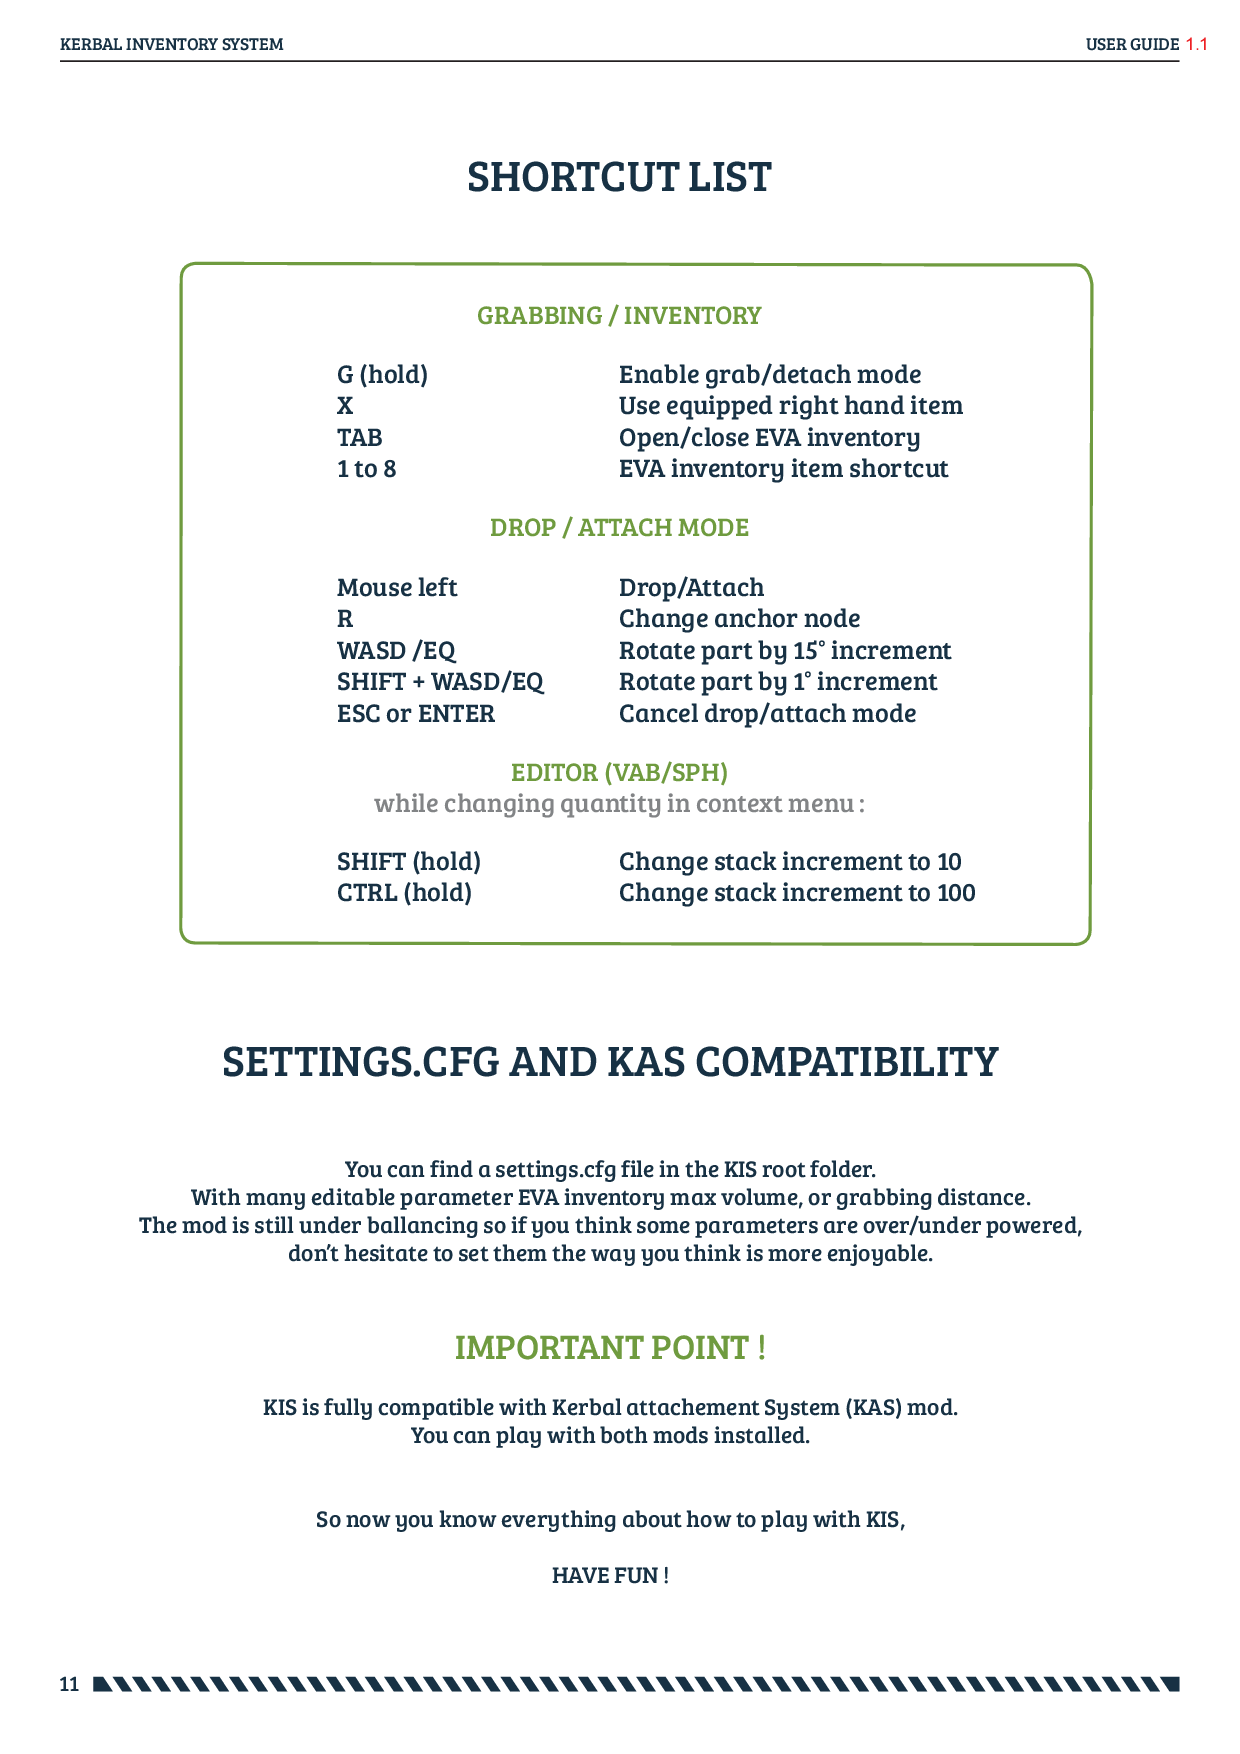 KERBAL INVENTORY SYSTEM USER GUIDE 1.1
SHORTCUT LIST
GRABBING / INVENTORY
G (hold) Enable grab/detach mode
X Use equipped right hand item
TAB Open/close EVA inventory
1 to 8 EVA inventory item shortcut
DROP / ATTACH MODE
Mouse left Drop/Attach
R Change anchor node
WASD /EQ Rotate part by 15° increment
SHIFT + WASD/EQ Rotate part by 1° increment
ESC or ENTER Cancel drop/attach mode
EDITOR (VAB/SPH)
while changing quantity in context menu :
SHIFT (hold) Change stack increment to 10
CTRL (hold) Change stack increment to 100
SETTINGS.CFG AND KAS COMPATIBILITY
You can find a settings.cfg file in the KIS root folder.
With many editable parameter EVA inventory max volume, or grabbing distance.
The mod is still under ballancing so if you think some parameters are over/under powered,
don’t hesitate to set them the way you think is more enjoyable.
IMPORTANT POINT !
KIS is fully compatible with Kerbal attachement System (KAS) mod.
You can play with both mods installed.
So now you know everything about how to play with KIS,
HAVE FUN !
11